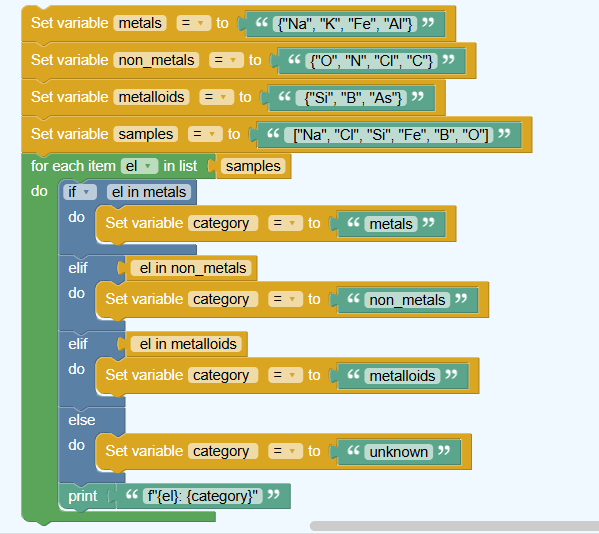 Set variable metals = to “ {"Na", "K", "Fe", "Al"} ”
Set variable non_metals = to “ {"O", "N", "Cl", "C"} ”
Set variable metalloids = to “ {"Si", "B", "As"} ”
Set variable samples = to “ ["Na", "Cl", "Si", "Fe", "B", "O"] ”
for each item el in list samples
do if el in metals
do Set variable category = to “ metals ”
elif el in non_metals
do Set variable category = to “ non_metals ”
elif el in metalloids
do Set variable category = to “ metalloids ”
else
do Set variable category = to “ unknown ”
print “ f"{el}: {category}" ”